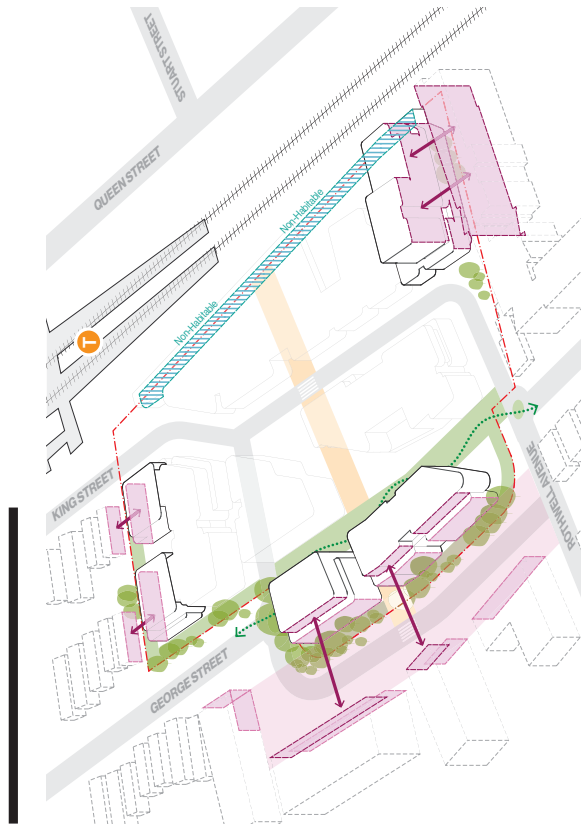 STUART STREET
QUEEN STREET
Non-Habitable
Non-Habitable
T
KING STREET
ROTHWELL AVENUE
GEORGE STREET